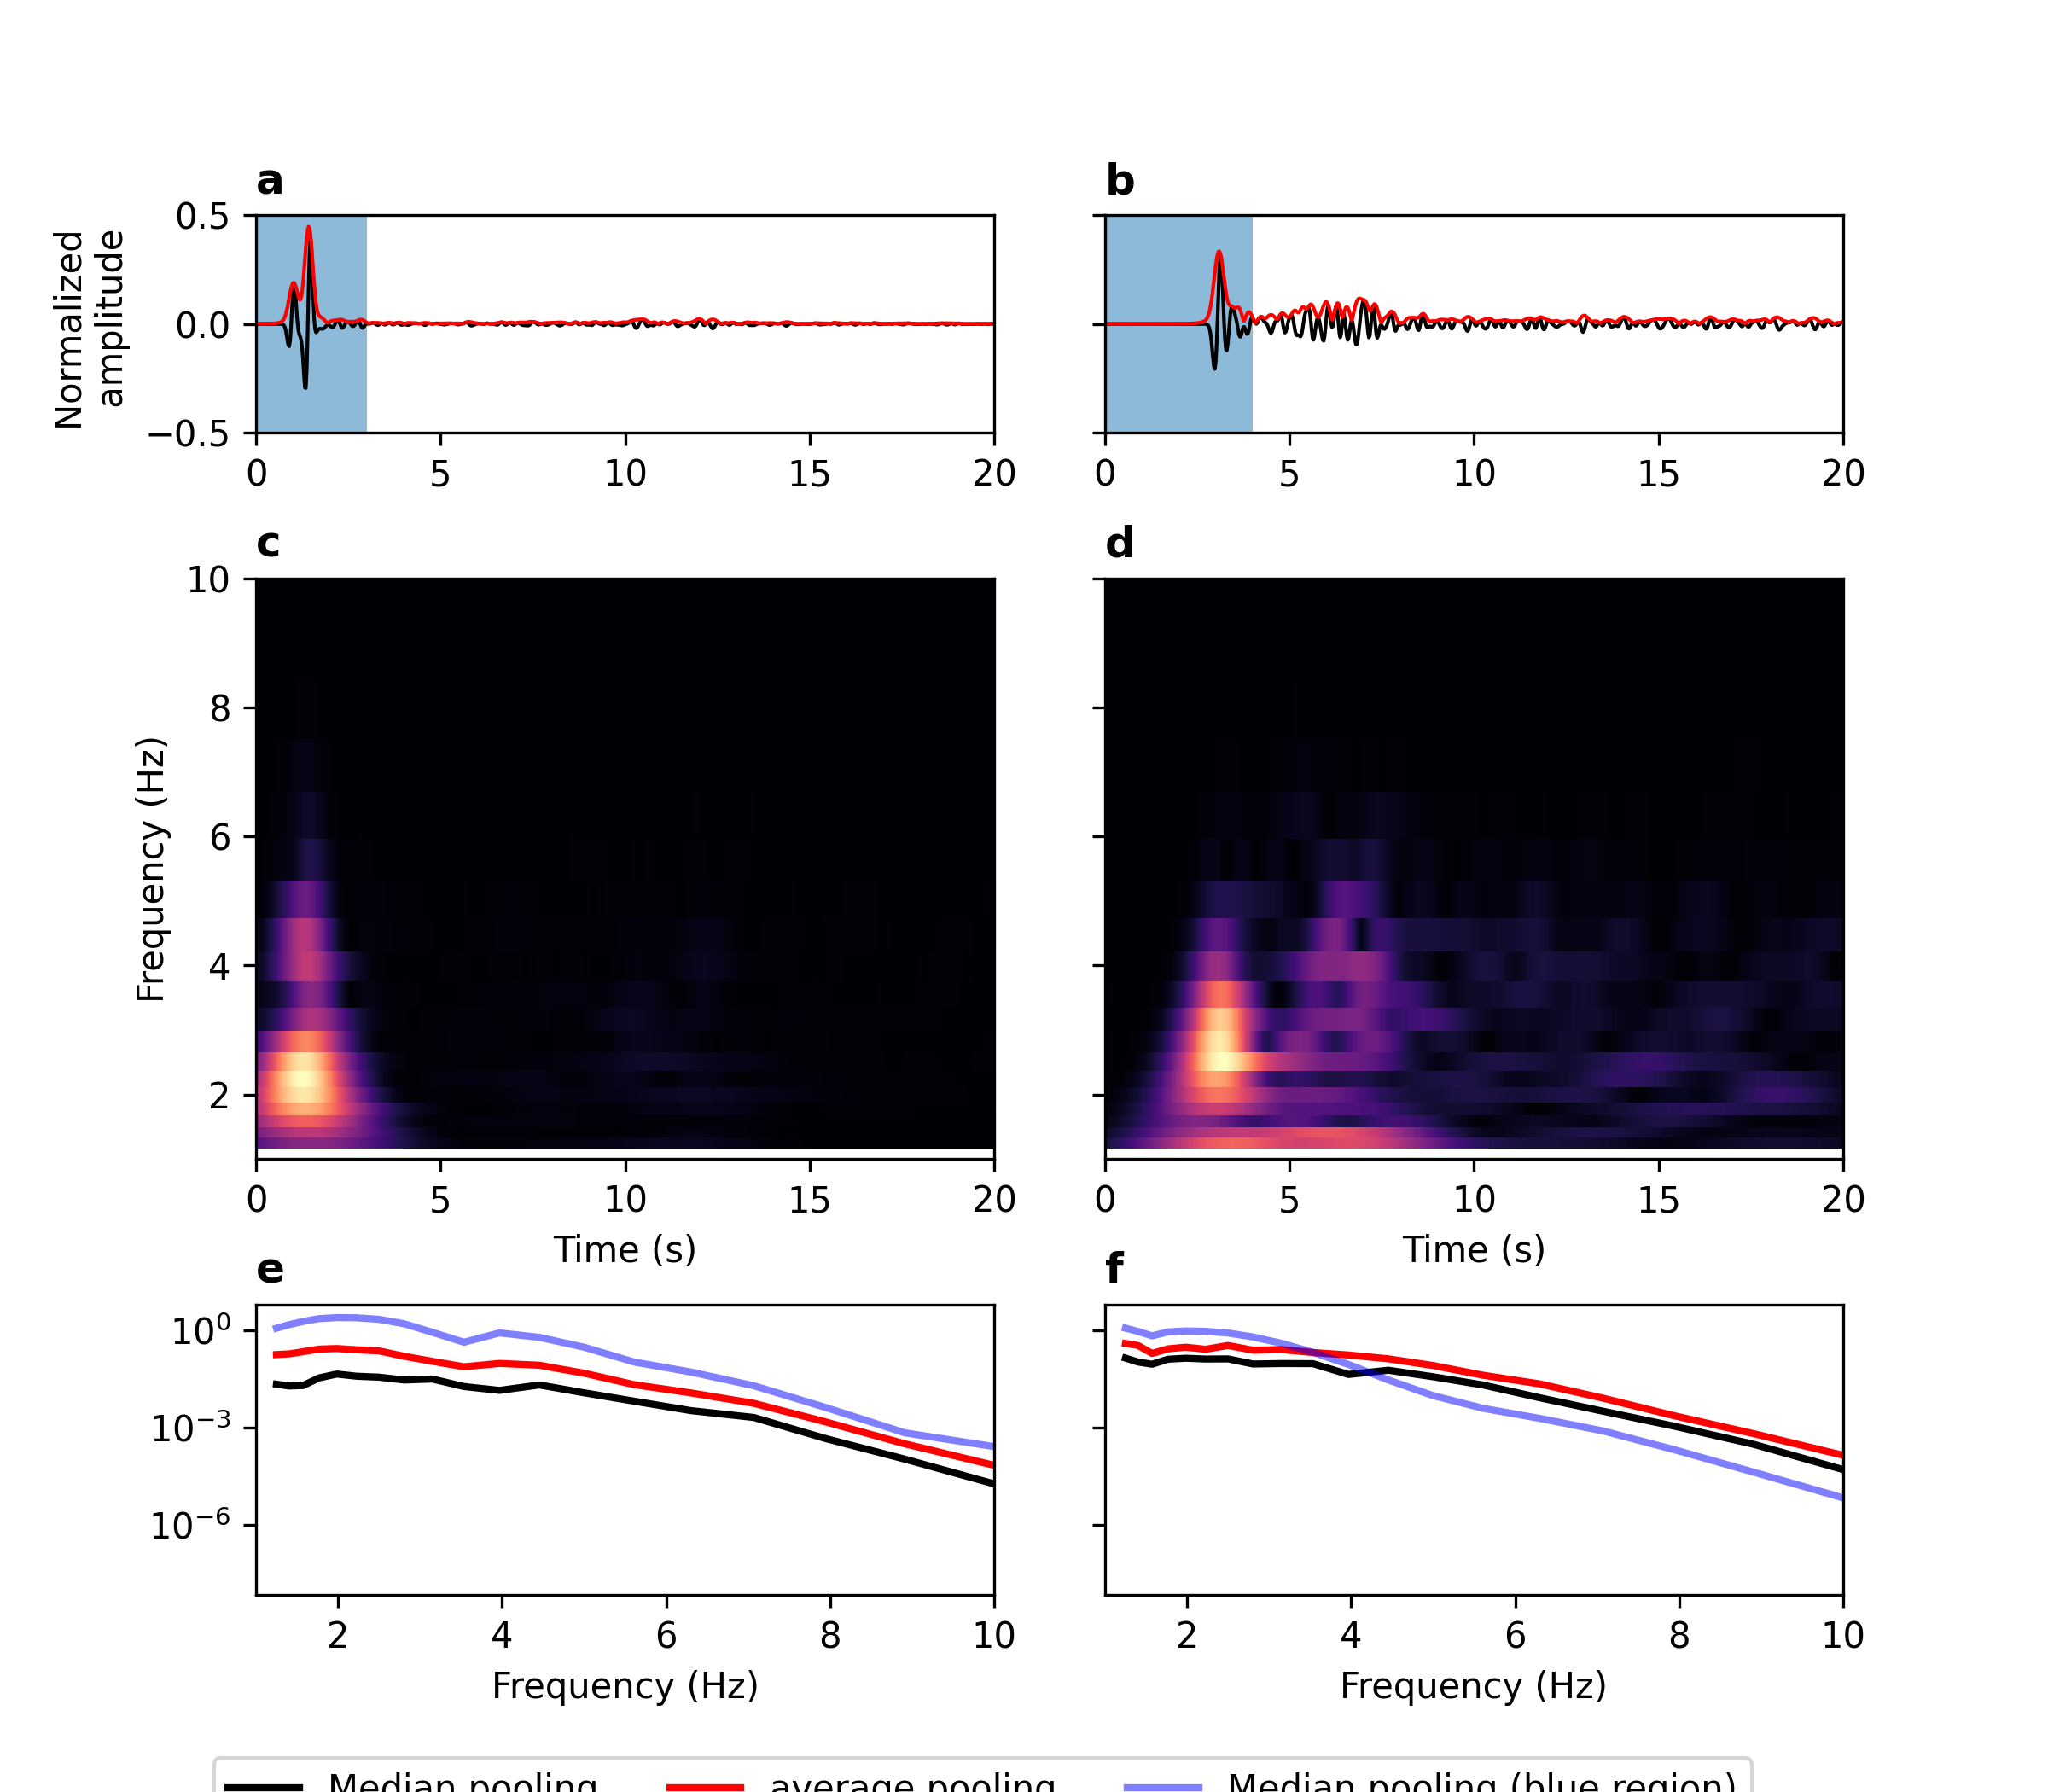 a
b
Normalized
amplitude
0.5
0.0
−0.5
0 5 10 15 20
0 5 10 15 20
c
d
Frequency (Hz)
10
8
6
4
2
0 5 10 15 20
0 5 10 15 20
Time (s)
Time (s)
e
f
10⁰
10⁻³
10⁻⁶
2 4 6 8 10
2 4 6 8 10
Frequency (Hz)
Frequency (Hz)
Median pooling average pooling Median pooling (blue region)